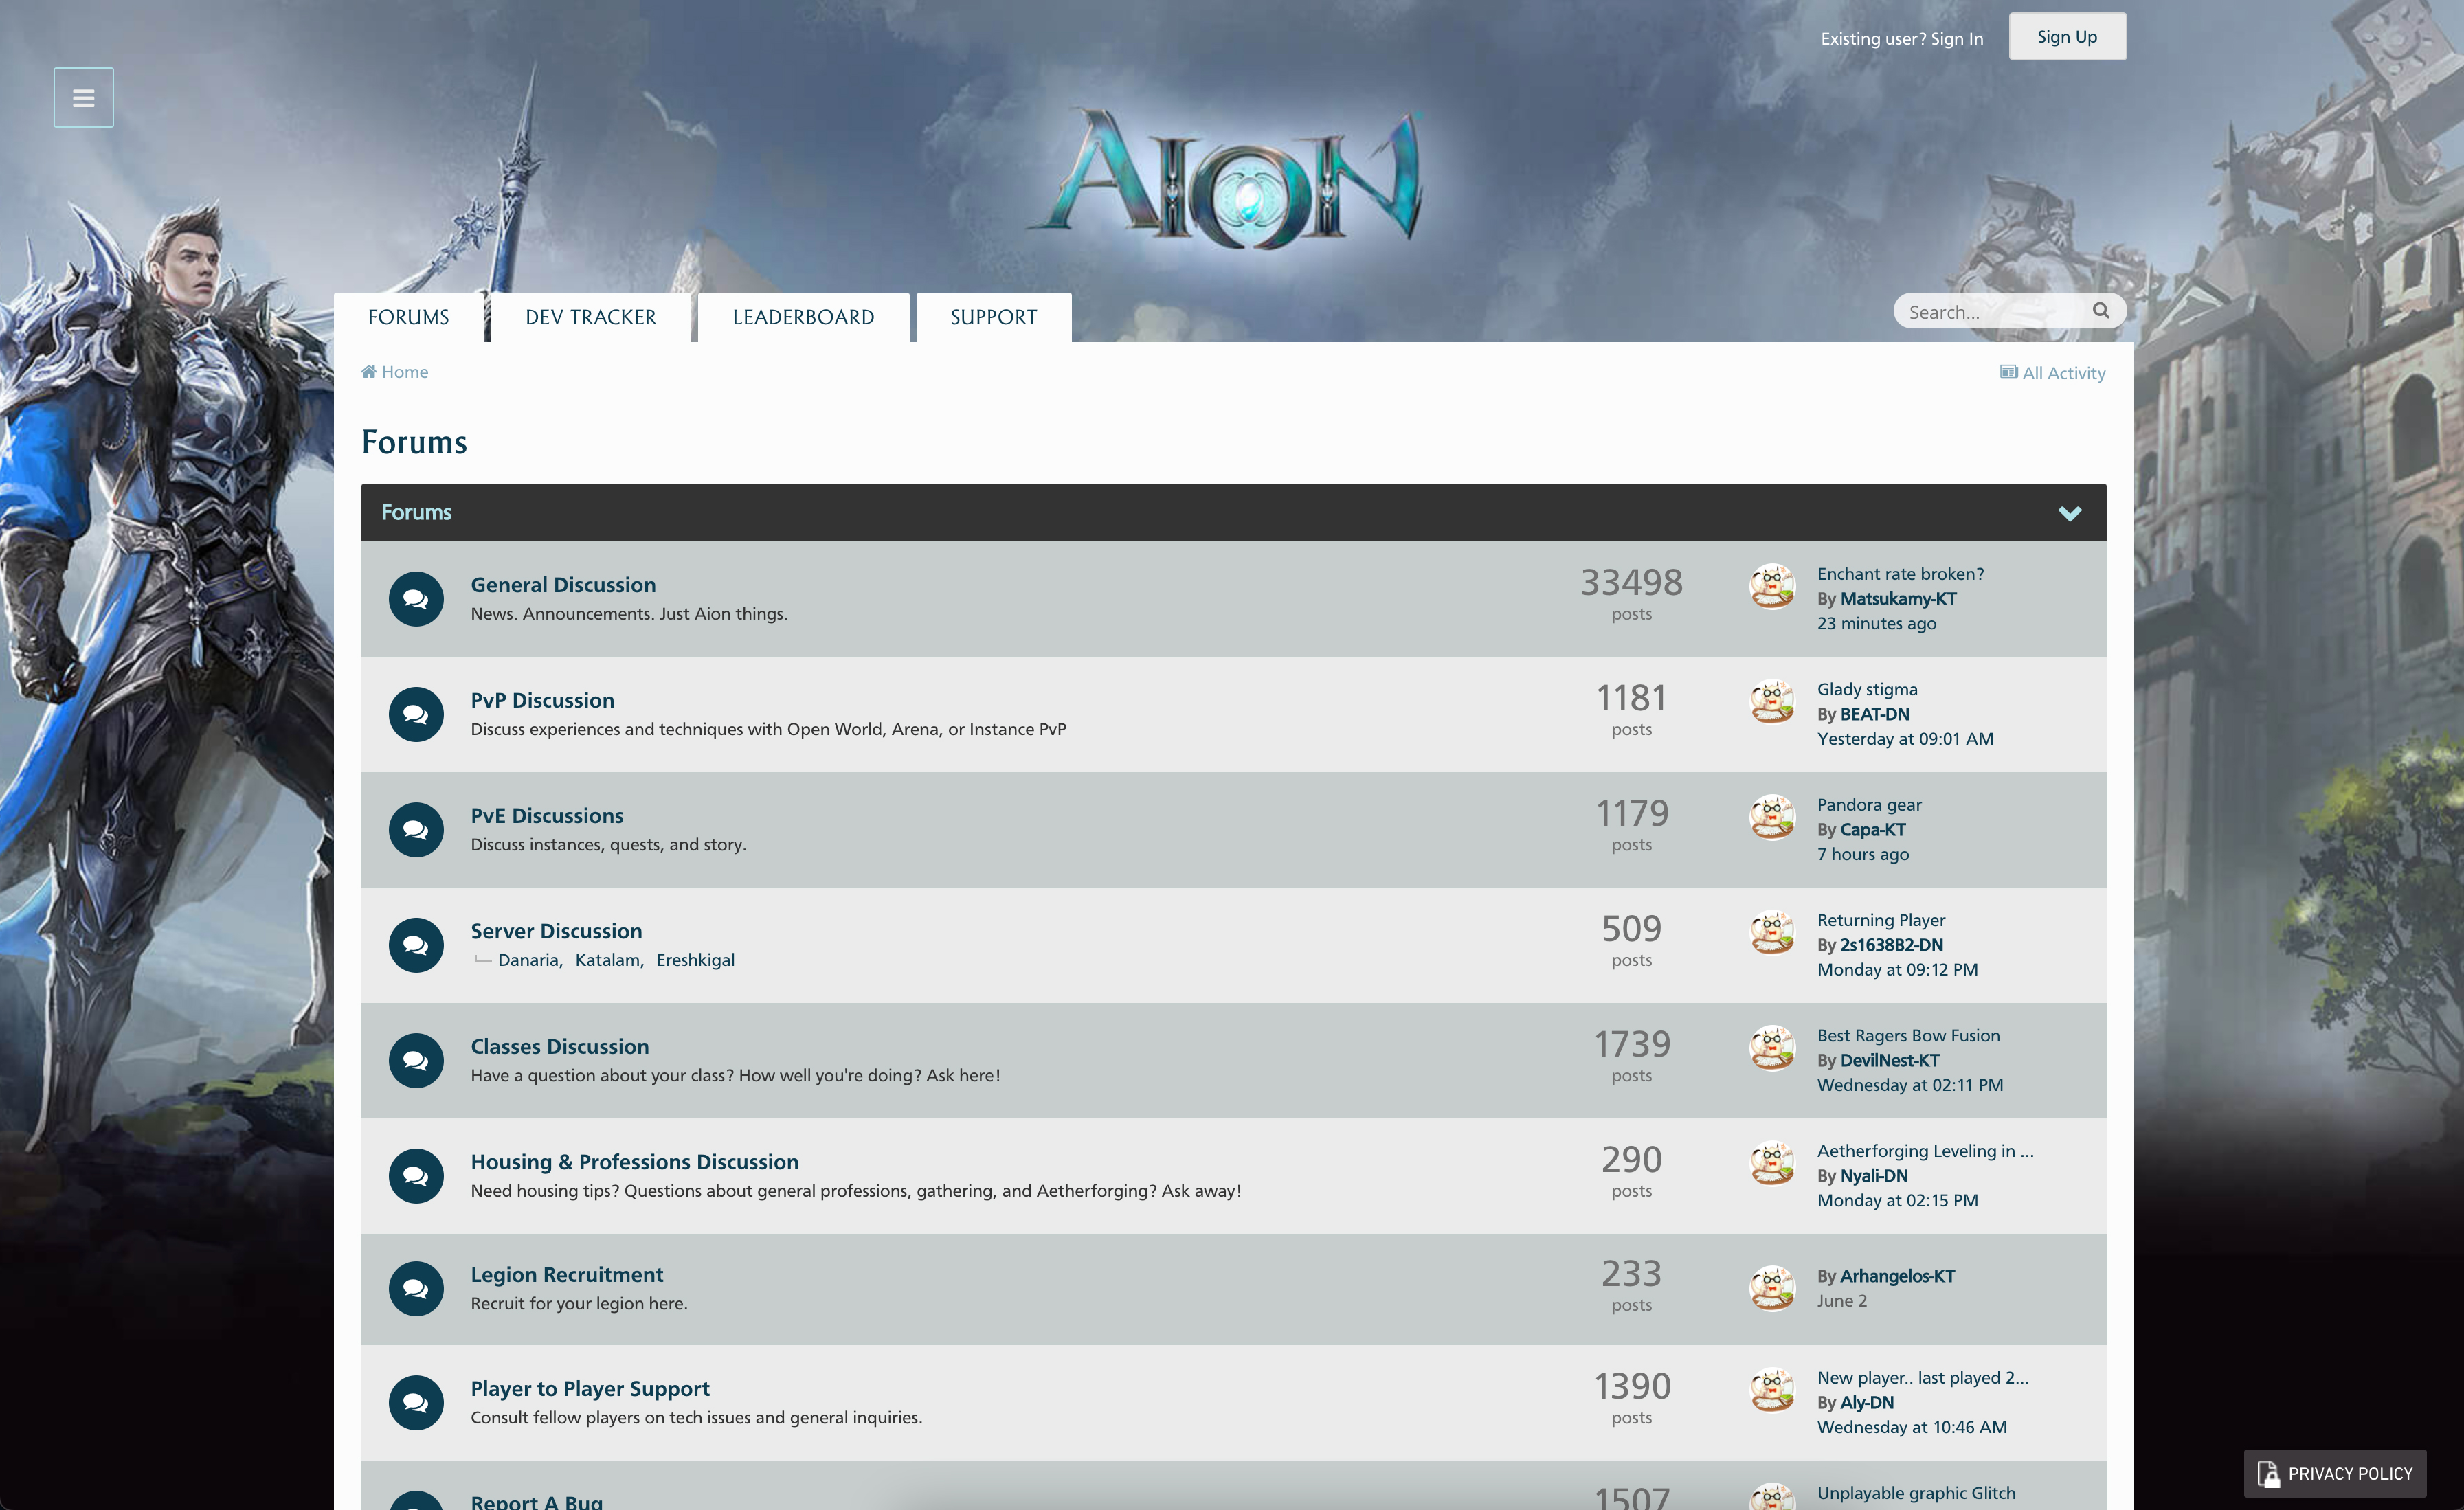 Existing user? Sign In
Sign Up
AION
FORUMS
DEV TRACKER
LEADERBOARD
SUPPORT
Search...
Home
All Activity
Forums
Forums
General Discussion
News. Announcements. Just Aion things.
33498
posts
Enchant rate broken?
By Matsukamy-KT
23 minutes ago
PvP Discussion
Discuss experiences and techniques with Open World, Arena, or Instance PvP
1181
posts
Glady stigma
By BEAT-DN
Yesterday at 09:01 AM
PvE Discussions
Discuss instances, quests, and story.
1179
posts
Pandora gear
By Capa-KT
7 hours ago
Server Discussion
Danaria, Katalam, Ereshkigal
509
posts
Returning Player
By 2s1638B2-DN
Monday at 09:12 PM
Classes Discussion
Have a question about your class? How well you're doing? Ask here!
1739
posts
Best Ragers Bow Fusion
By DevilNest-KT
Wednesday at 02:11 PM
Housing & Professions Discussion
Need housing tips? Questions about general professions, gathering, and Aetherforging? Ask away!
290
posts
Aetherforging Leveling in ...
By Nyali-DN
Monday at 02:15 PM
Legion Recruitment
Recruit for your legion here.
233
posts
By Arhangelos-KT
June 2
Player to Player Support
Consult fellow players on tech issues and general inquiries.
1390
posts
New player.. last played 2...
By Aly-DN
Wednesday at 10:46 AM
Report A Bug
1507
Unplayable graphic Glitch
PRIVACY POLICY